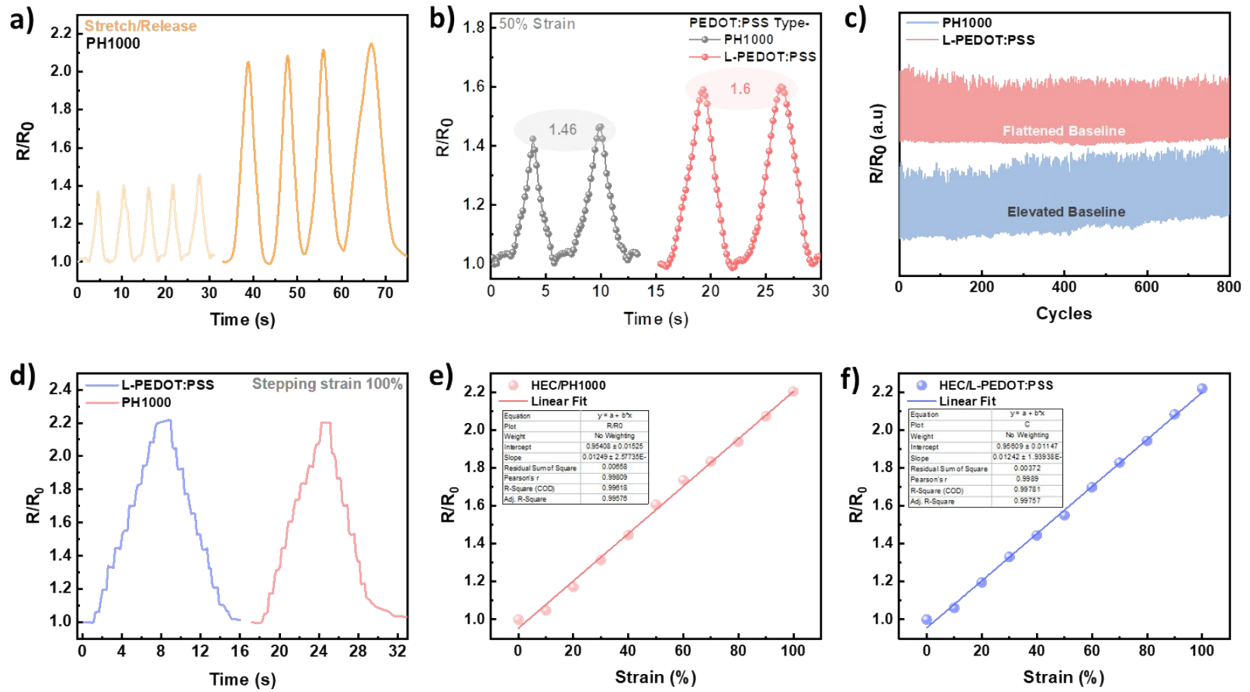 a)
Stretch/Release
PH1000
2.2
2.0
1.8
1.6
1.4
1.2
1.0
R/R0
0 10 20 30 40 50 60 70
Time (s)
b)
50% Strain
PEDOT:PSS Type-
PH1000
L-PEDOT:PSS
1.46
1.6
1.8
1.6
1.4
1.2
1.0
R/R0
0 5 10 15 20 25 30
Time (s)
c)
PH1000
L-PEDOT:PSS
Flattened Baseline
Elevated Baseline
R/R0 (a.u)
0 200 400 600 800
Cycles
d)
L-PEDOT:PSS
PH1000
Stepping strain 100%
2.4
2.2
2.0
1.8
1.6
1.4
1.2
1.0
R/R0
0 4 8 12 16 20 24 28 32
Time (s)
e)
HEC/PH1000
Linear Fit
Equation y = a + b*x
Plot R/R0
Weight No Weighting
Intercept 0.95408 ± 0.01525
Slope 0.01249 ± 2.57735E-
Residual Sum of Square 0.00658
Pearson's r 0.99809
R-Square (COD) 0.99618
Adj. R-Square 0.99576
2.2
2.0
1.8
1.6
1.4
1.2
1.0
R/R0
0 20 40 60 80 100
Strain (%)
f)
HEC/L-PEDOT:PSS
Linear Fit
Equation y = a + b*x
Plot C
Weight No Weighting
Intercept 0.95609 ± 0.01147
Slope 0.01242 ± 1.93938E-
Residual Sum of Square 0.00372
Pearson's r 0.9989
R-Square (COD) 0.99781
Adj. R-Square 0.99757
2.2
2.0
1.8
1.6
1.4
1.2
1.0
R/R0
0 20 40 60 80 100
Strain (%)